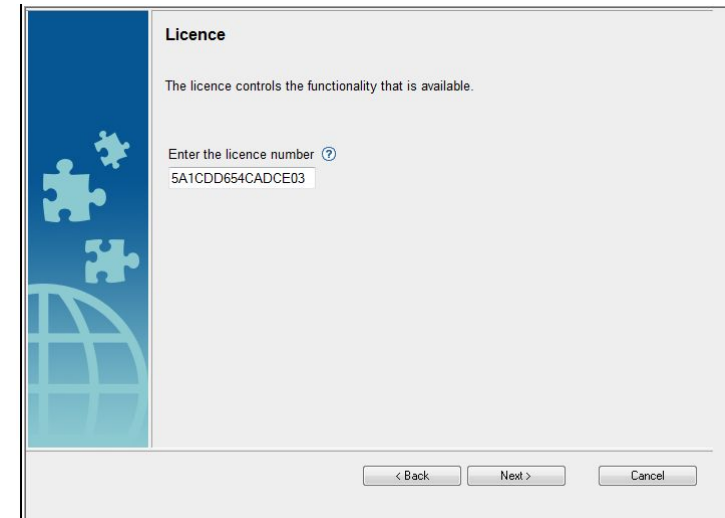 Licence
The licence controls the functionality that is available.
Enter the licence number ?
5A1CDD654CADCE03
< Back Next > Cancel